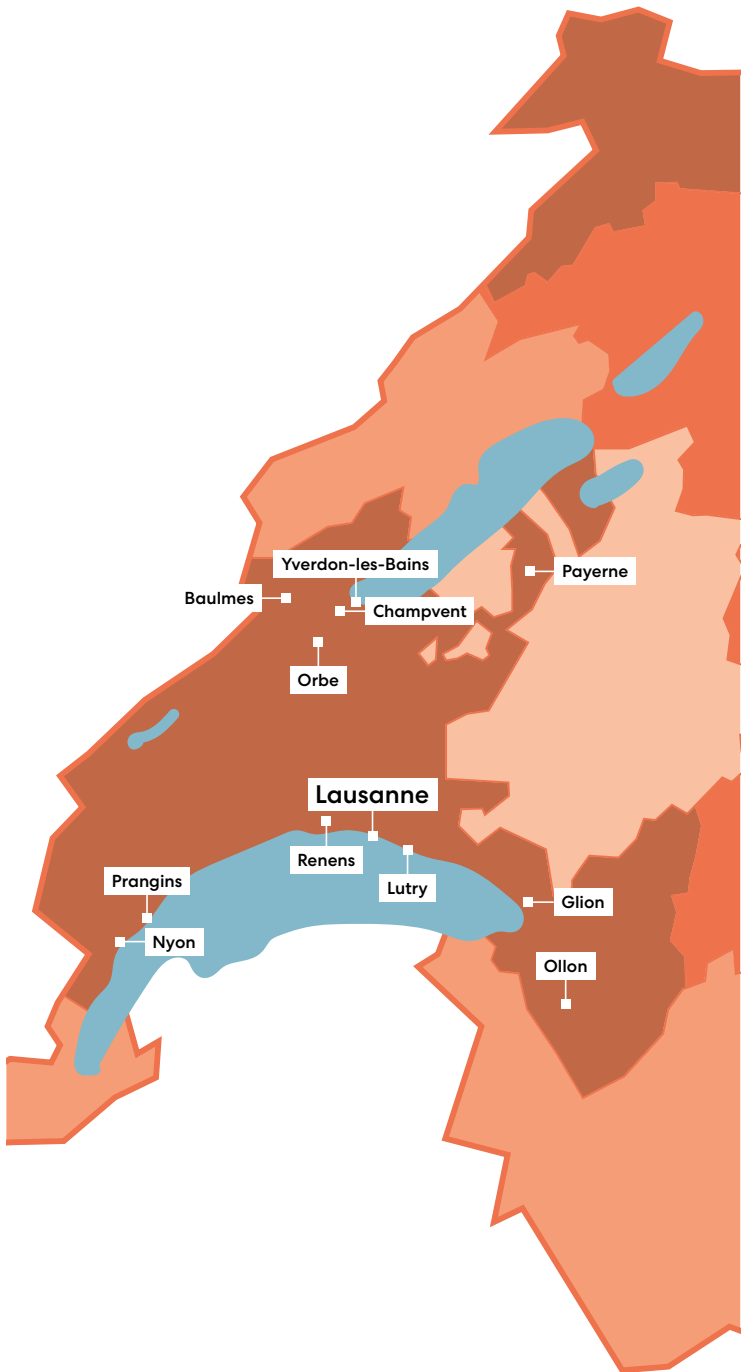 Yverdon-les-Bains
Payerne
Baulmes
Champvent
Orbe
Lausanne
Renens
Prangins
Lutry
Glion
Nyon
Ollon